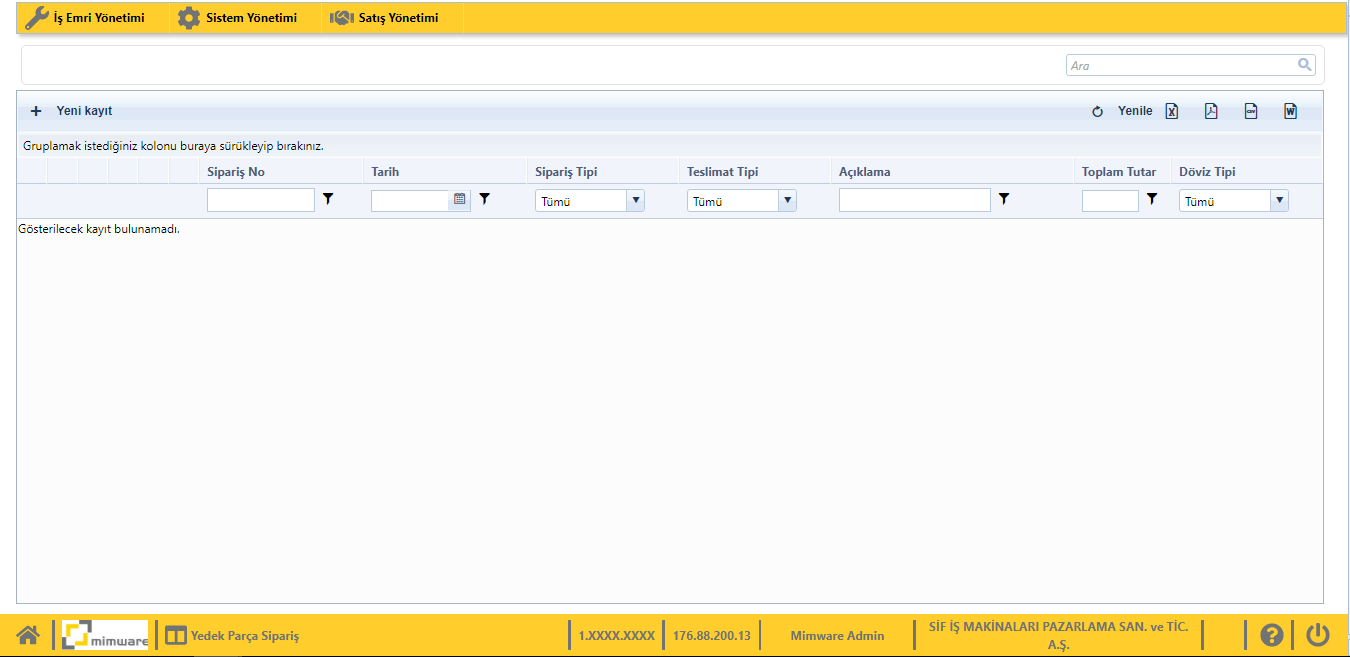 İş Emri Yönetimi Sistem Yönetimi Satış Yönetimi
Ara
Yeni kayıt Yenile
Gruplamak istediğiniz kolonu buraya sürükleyip bırakınız.
Sipariş No Tarih Sipariş Tipi Teslimat Tipi Açıklama Toplam Tutar Döviz Tipi
Tümü Tümü Tümü
Gösterilecek kayıt bulunamadı.
mimware Yedek Parça Sipariş 1.XXXX.XXXX 176.88.200.13 Mimware Admin SİF İŞ MAKİNALARI PAZARLAMA SAN. ve TİC.
A.Ş.